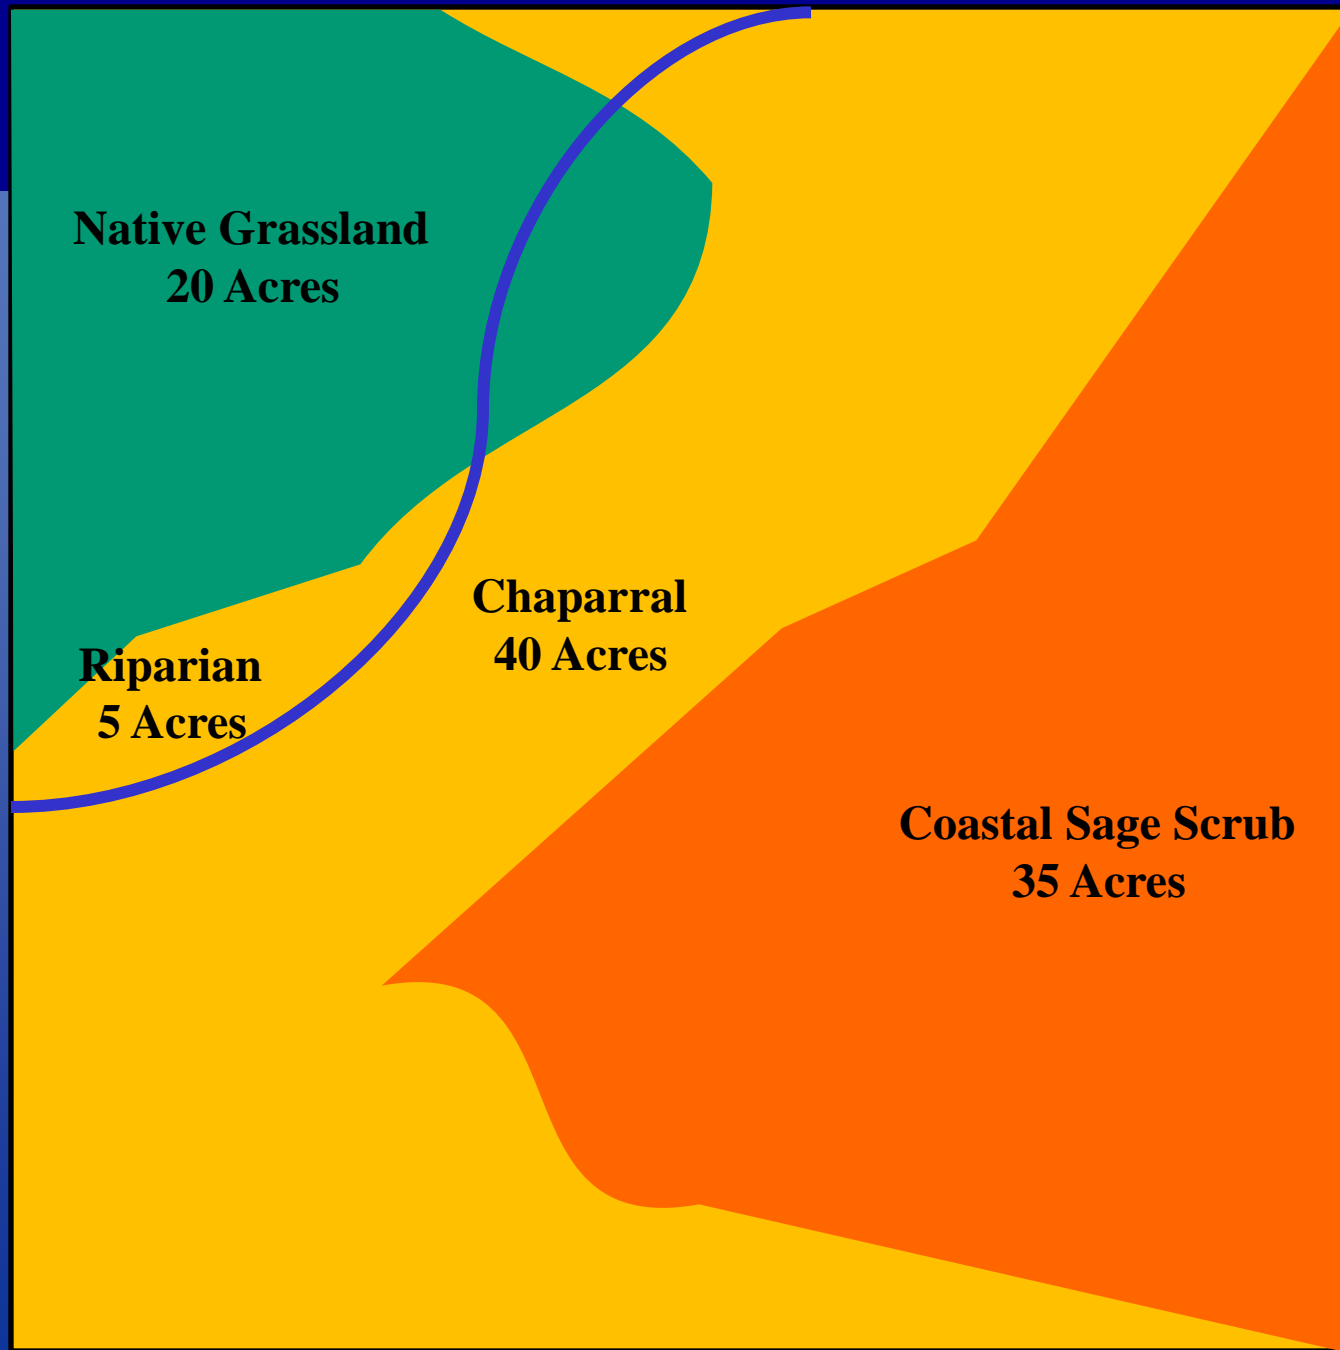 Native Grassland
20 Acres
Chaparral
40 Acres
Riparian
5 Acres
Coastal Sage Scrub
35 Acres